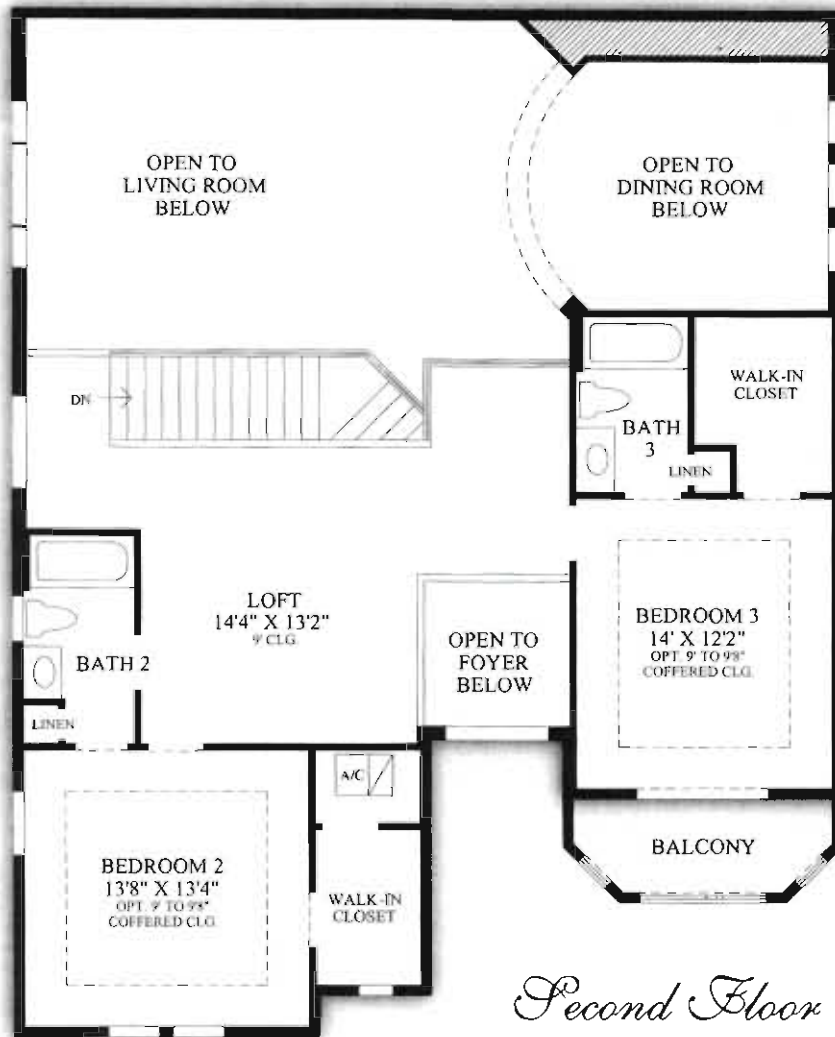 OPEN TO
LIVING ROOM
BELOW
OPEN TO
DINING ROOM
BELOW
DN
WALK-IN
CLOSET
BATH
3
LINEN
LOFT
14'4" X 13'2"
9' CLG.
OPEN TO
FOYER
BELOW
BEDROOM 3
14' X 12'2"
OPT. 9' TO 9'8"
COFFERED CLG.
BATH 2
LINEN
A/C
BALCONY
BEDROOM 2
13'8" X 13'4"
OPT. 9' TO 9'8"
COFFERED CLG.
WALK-IN
CLOSET
Second Floor